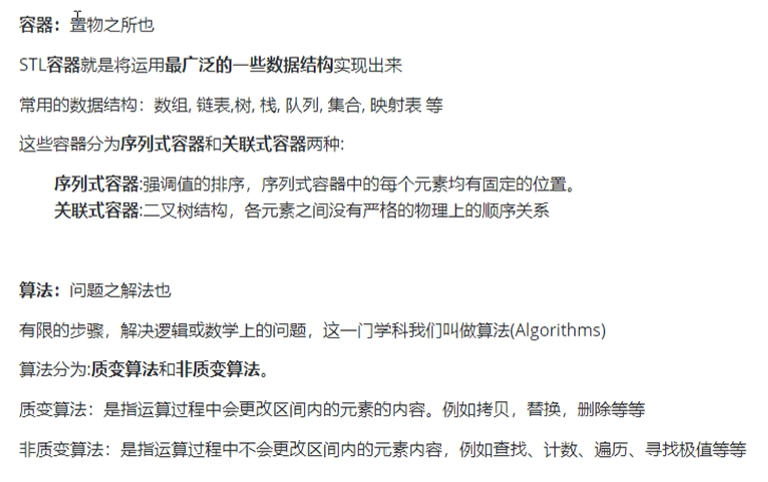 容器：置物之所也
STL容器就是将运用最广泛的一些数据结构实现出来
常用的数据结构：数组, 链表,树, 栈, 队列, 集合, 映射表 等
这些容器分为序列式容器和关联式容器两种:
序列式容器:强调值的排序，序列式容器中的每个元素均有固定的位置。
关联式容器:二叉树结构，各元素之间没有严格的物理上的顺序关系
算法：问题之解法也
有限的步骤，解决逻辑或数学上的问题，这一门学科我们叫做算法(Algorithms)
算法分为:质变算法和非质变算法。
质变算法：是指运算过程中会更改区间内的元素的内容。例如拷贝，替换，删除等等
非质变算法：是指运算过程中不会更改区间内的元素内容，例如查找、计数、遍历、寻找极值等等